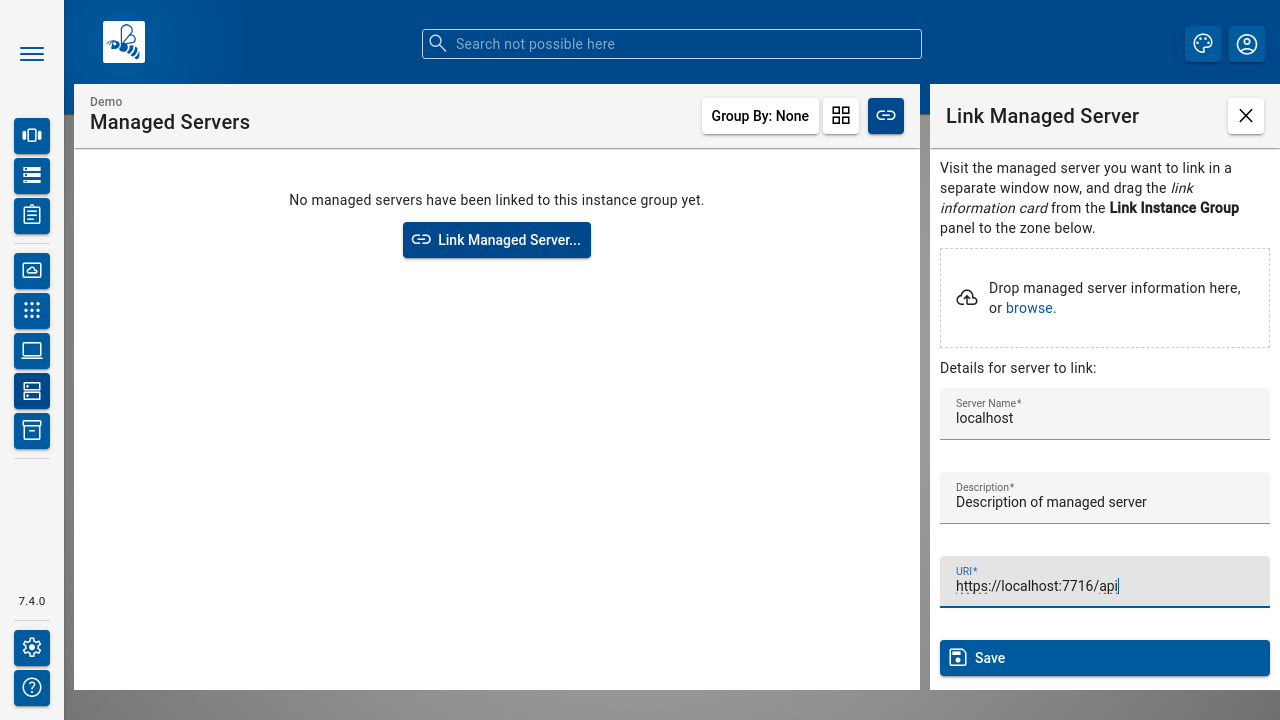 Search not possible here
Demo
Managed Servers
Group By: None
No managed servers have been linked to this instance group yet.
Link Managed Server...
7.4.0
Link Managed Server
Visit the managed server you want to link in a
separate window now, and drag the link
information card from the Link Instance Group
panel to the zone below.
Drop managed server information here,
or browse.
Details for server to link:
Server Name*
localhost
Description*
Description of managed server
URI*
https://localhost:7716/api
Save